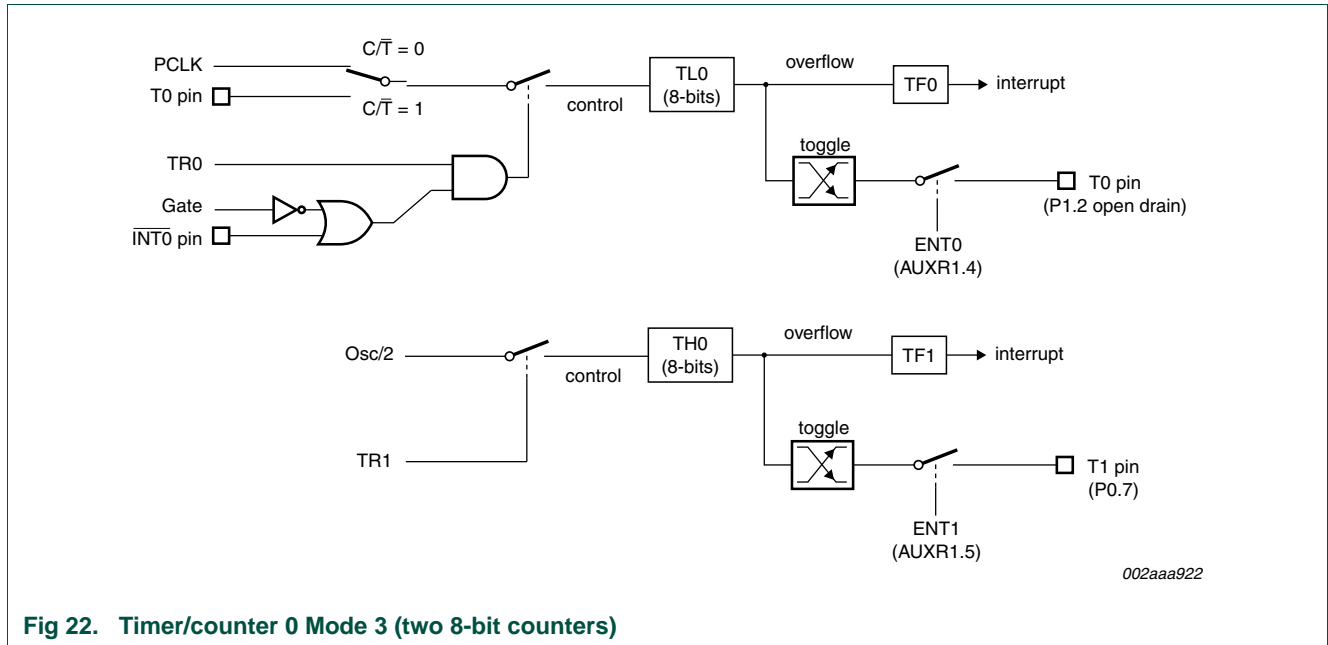 C/T̅ = 0
PCLK
T0 pin
C/T̅ = 1
control
TL0
(8-bits)
overflow
TF0
interrupt
TR0
Gate
I̅N̅T̅0̅ pin
toggle
T0 pin
(P1.2 open drain)
ENT0
(AUXR1.4)
Osc/2
control
TH0
(8-bits)
overflow
TF1
interrupt
TR1
toggle
T1 pin
(P0.7)
ENT1
(AUXR1.5)
002aaa922
Fig 22. Timer/counter 0 Mode 3 (two 8-bit counters)